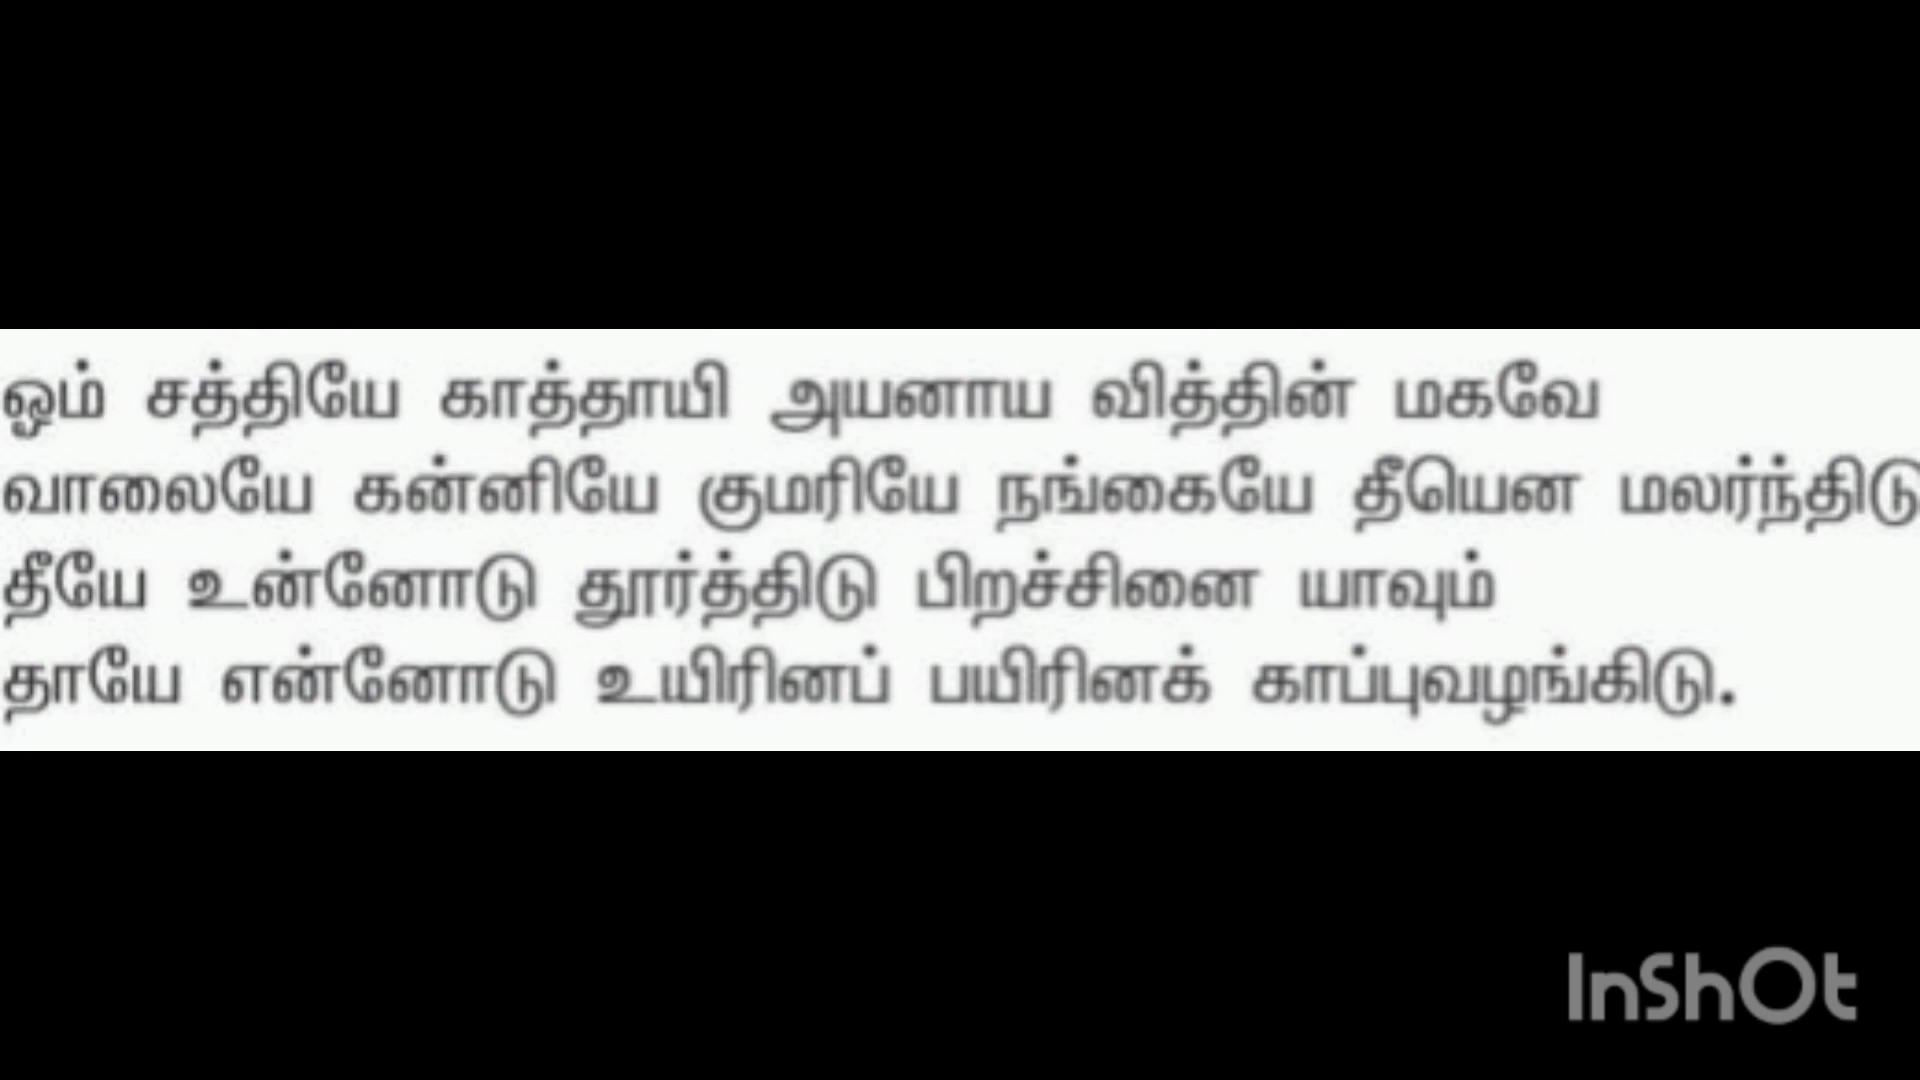 ஓம் சத்தியே காத்தாயி அயனாய வித்தின் மகவே
வாலையே கன்னியே குமரியே நங்கையே தீயென மலர்ந்திடு
தீயே உன்னோடு தூர்த்திடு பிறச்சினை யாவும்
தாயே என்னோடு உயிரினப் பயிரினக் காப்புவழங்கிடு.
InShOt